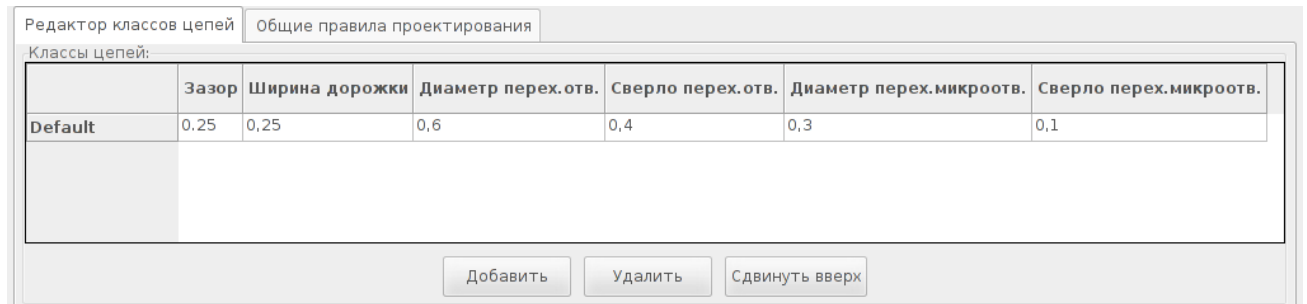 Редактор классов цепей Общие правила проектирования
Классы цепей:
Зазор Ширина дорожки Диаметр перех.отв. Сверло перех.отв. Диаметр перех.микроотв. Сверло перех.микроотв.
Default 0.25 0,25 0,6 0,4 0,3 0,1
Добавить Удалить Сдвинуть вверх